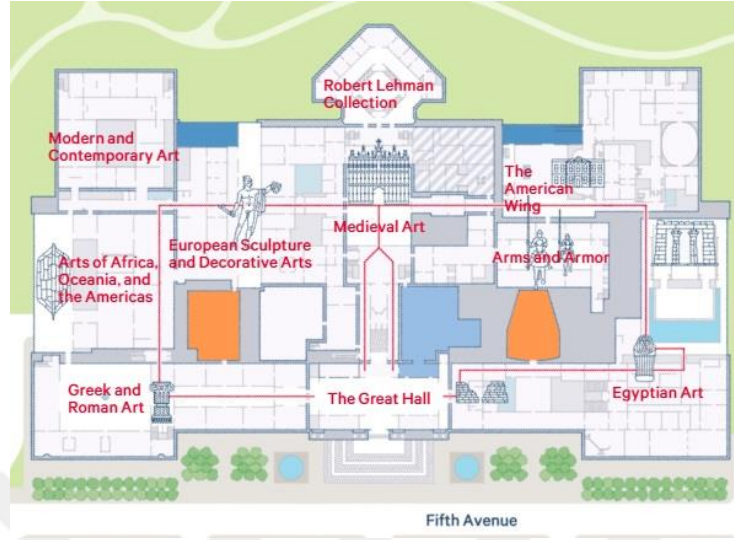 Robert Lehman
Collection
Modern and
Contemporary Art
The
American
Wing
Medieval Art
European Sculpture
and Decorative Arts
Arts of Africa,
Oceania, and
the Americas
Arms and Armor
Greek and
Roman Art
The Great Hall
Egyptian Art
Fifth Avenue